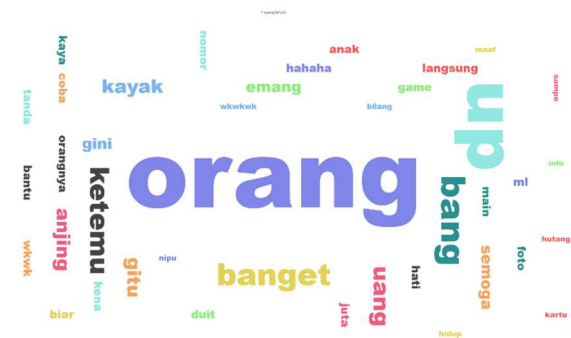 nomor
kaya
anak
maaf
hahaha
langsung
coba
kayak
emang
game
sampe
tanda
wkwkwk
bilang
up
gini
orang
info
orangnya
bantu
ketemu
bang
ml
main
anjing
wkwk
gitu
nipu
banget
uang
hati
semoga
foto
hutang
kena
biar
duit
juta
hidup
kartu